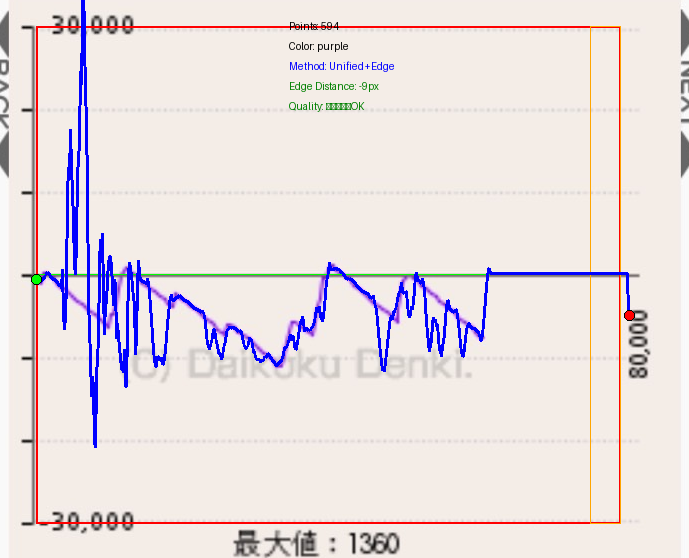 30,000
Points: 594
Color: purple
Method: Unified+Edge
Edge Distance: -9px
Quality: □□□□□OK
BACK
NEXT
80,000
(C) Daikoku Denki.
-30,000
最大値：1360